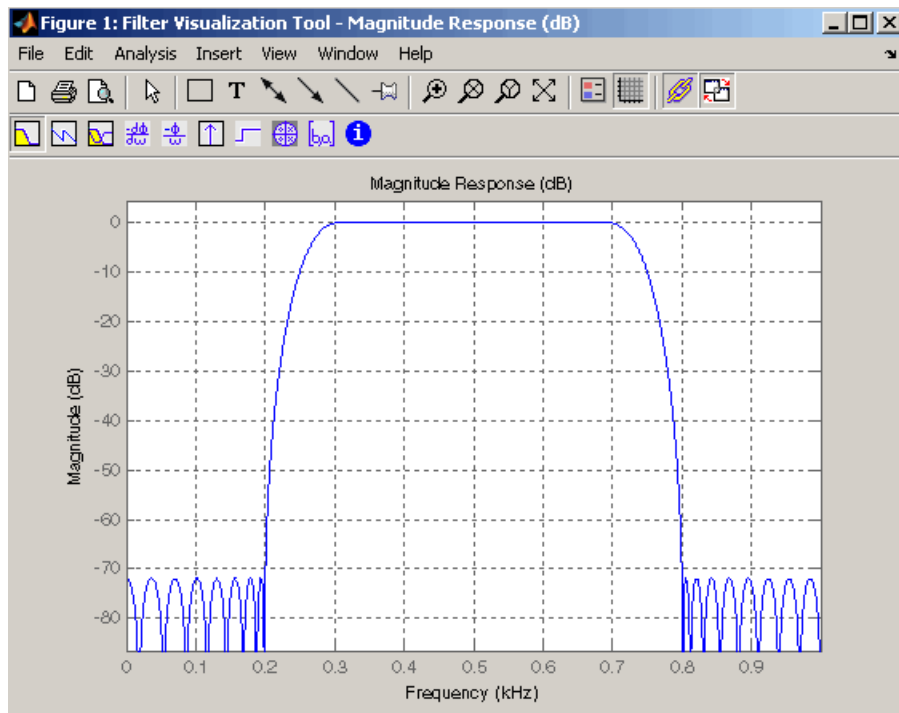 Figure 1: Filter Visualization Tool - Magnitude Response (dB)
File Edit Analysis Insert View Window Help
T
-dϕ
dω
-ϕ
ω
[b,a]
i
Magnitude Response (dB)
Magnitude (dB)
0
-10
-20
-30
-40
-50
-60
-70
-80
0 0.1 0.2 0.3 0.4 0.5 0.6 0.7 0.8 0.9
Frequency (kHz)